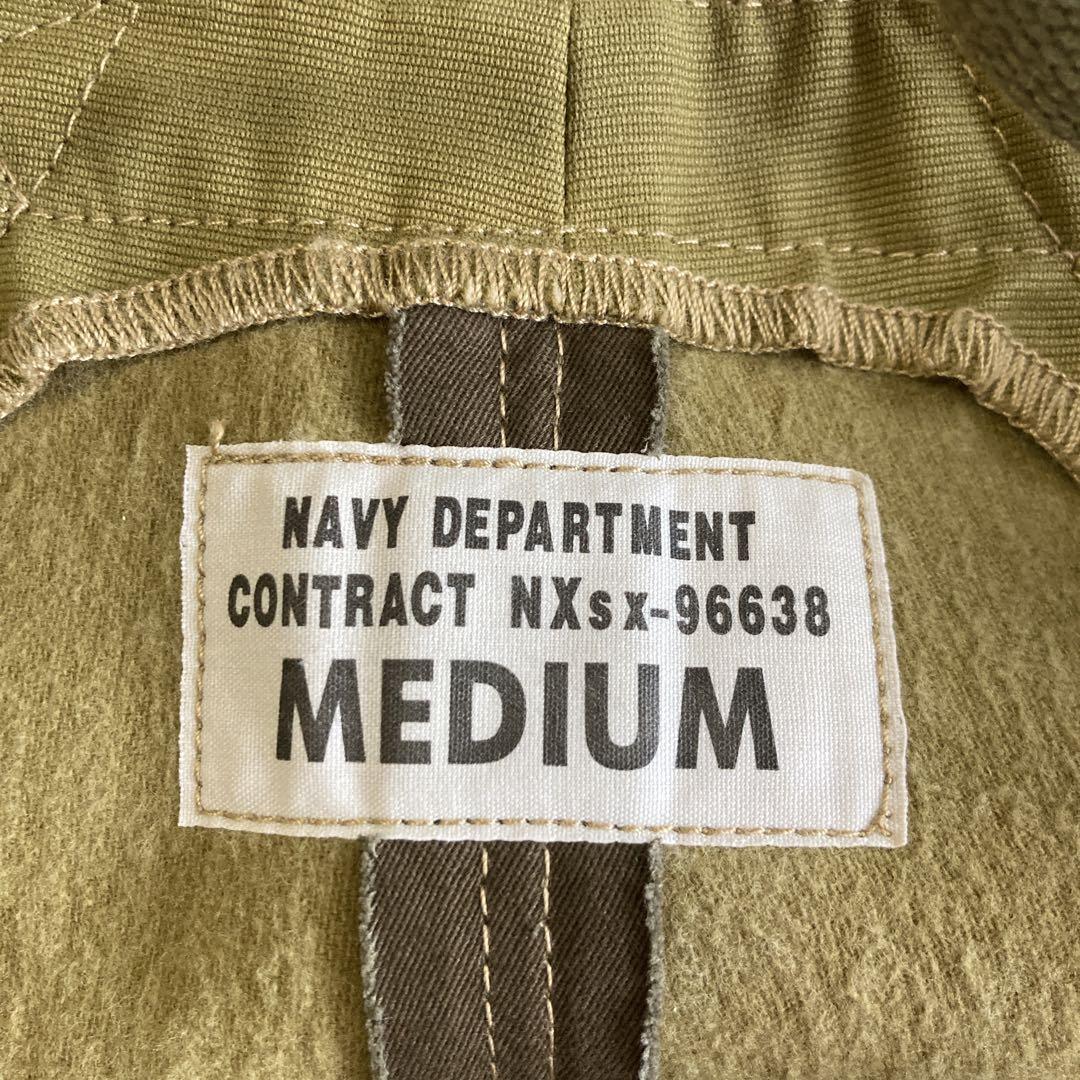 NAVY DEPARTMENT
CONTRACT NXsx-96638
MEDIUM